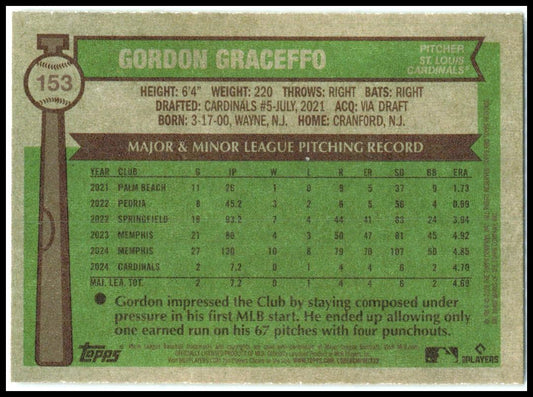 153
GORDON GRACEFFO
PITCHER
ST. LOUIS
CARDINALS
HEIGHT: 6'4" WEIGHT: 220 THROWS: RIGHT BATS: RIGHT
DRAFTED: CARDINALS #5-JULY, 2021 ACQ: VIA DRAFT
BORN: 3-17-00, WAYNE, N.J. HOME: CRANFORD, N.J.
MAJOR & MINOR LEAGUE PITCHING RECORD
YEAR CLUB G IP W L R ER SO BB ERA
2021 PALM BEACH 11 26 1 37 9 1.73
2022 PEORIA 8 45.2 3 2 6 5 56 4 0.99
2022 SPRINGFIELD 18 93.2 7 4 44 41 83 24 3.94
2023 MEMPHIS 21 86 4 3 50 47 81 45 4.92
2024 MEMPHIS 27 130 10 8 79 70 107 50 4.85
2024 CARDINALS 2 7.2 0 1 4 4 6 4.70
MAJ. LEA. TOT. 2 7.2 0 1 4 4 6
Gordon impressed the Club by staying composed under
pressure in his first MLB start. He ended up allowing only
one earned run on his 67 pitches with four punchouts.
Topps
PLAYERS